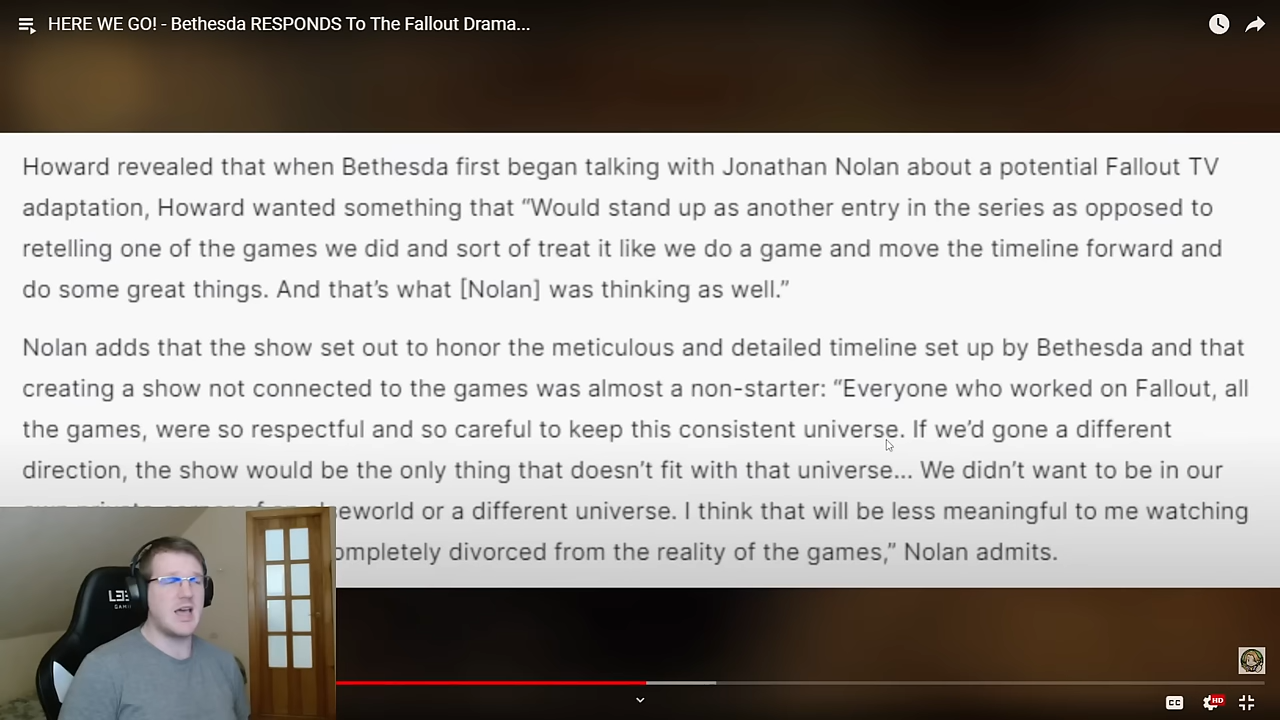 HERE WE GO! - Bethesda RESPONDS To The Fallout Drama...
Howard revealed that when Bethesda first began talking with Jonathan Nolan about a potential Fallout TV
adaptation, Howard wanted something that “Would stand up as another entry in the series as opposed to
retelling one of the games we did and sort of treat it like we do a game and move the timeline forward and
do some great things. And that’s what [Nolan] was thinking as well.”
Nolan adds that the show set out to honor the meticulous and detailed timeline set up by Bethesda and that
creating a show not connected to the games was almost a non-starter: “Everyone who worked on Fallout, all
the games, were so respectful and so careful to keep this consistent universe. If we’d gone a different
direction, the show would be the only thing that doesn’t fit with that universe... We didn’t want to be in our
or a different universe. I think that will be less meaningful to me watching
divorced from the reality of the games,” Nolan admits.
CC HD